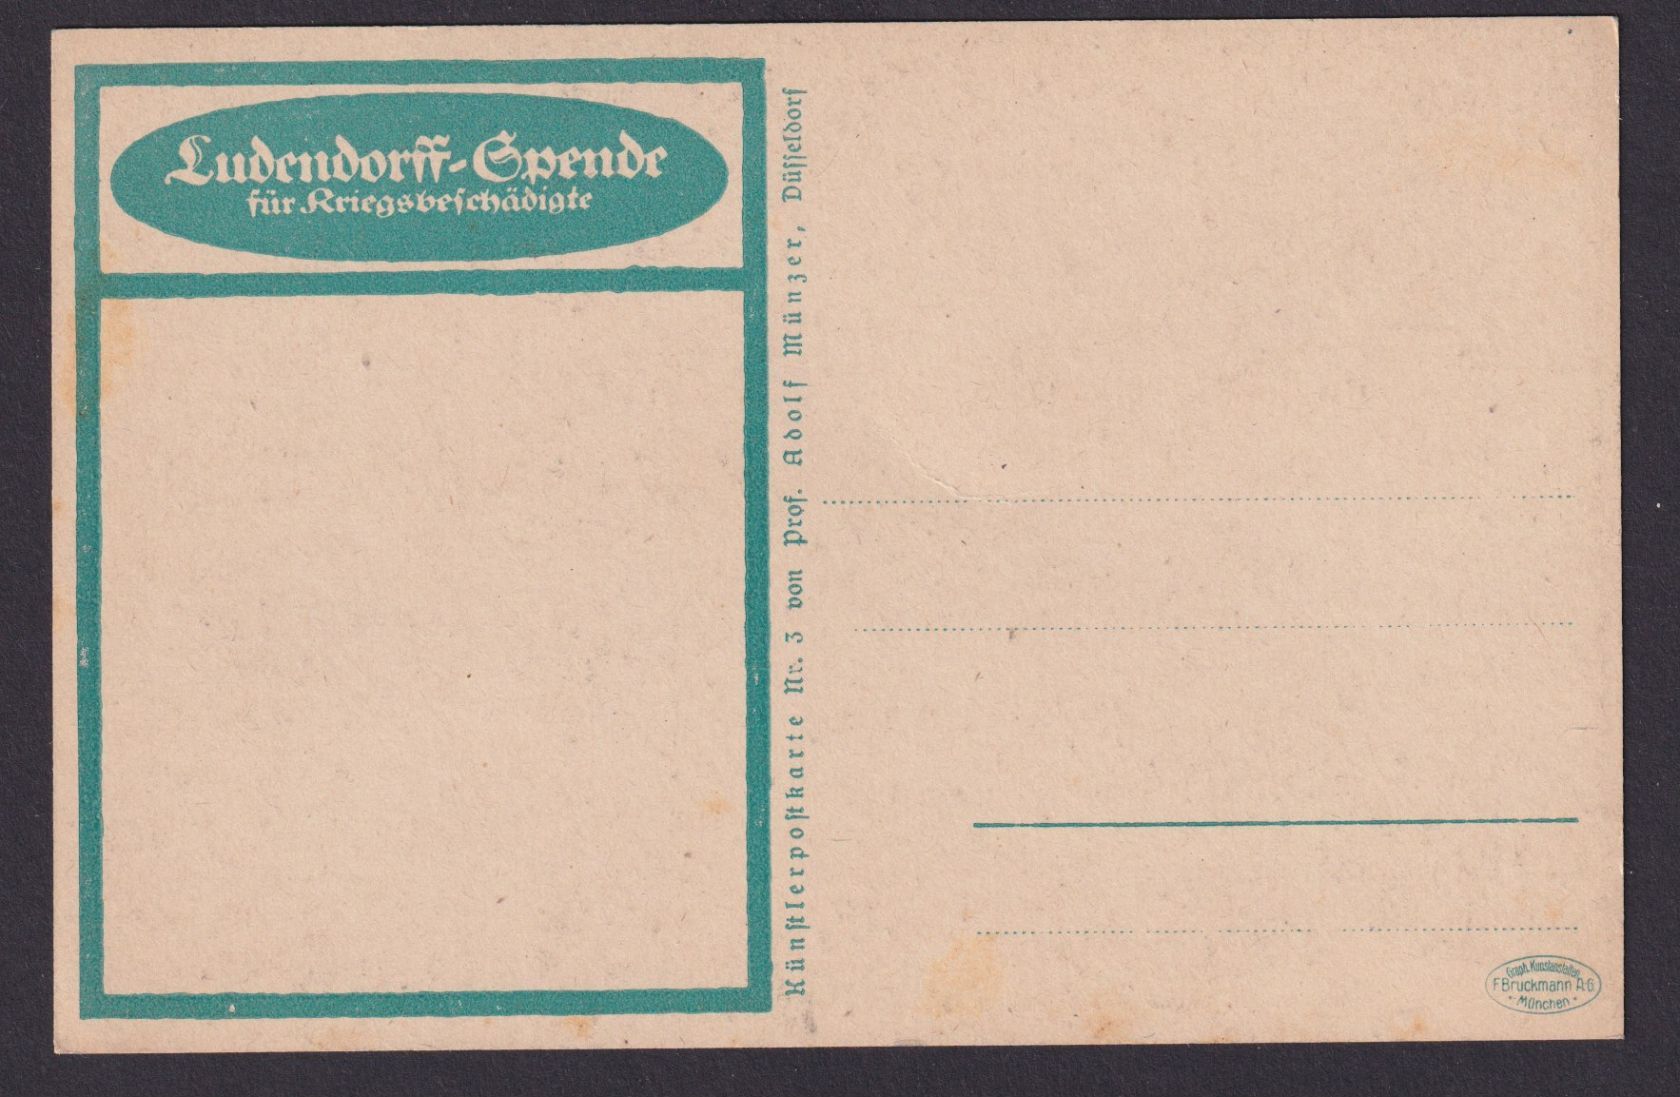 Ludendorff-Spende
für Kriegsbeschädigte
Künstlerpostkarte Nr. 3 von Prof. Adolf Münzer, Düsseldorf
Graph. Kunstanstalten
F. Bruckmann A-G.
- München -